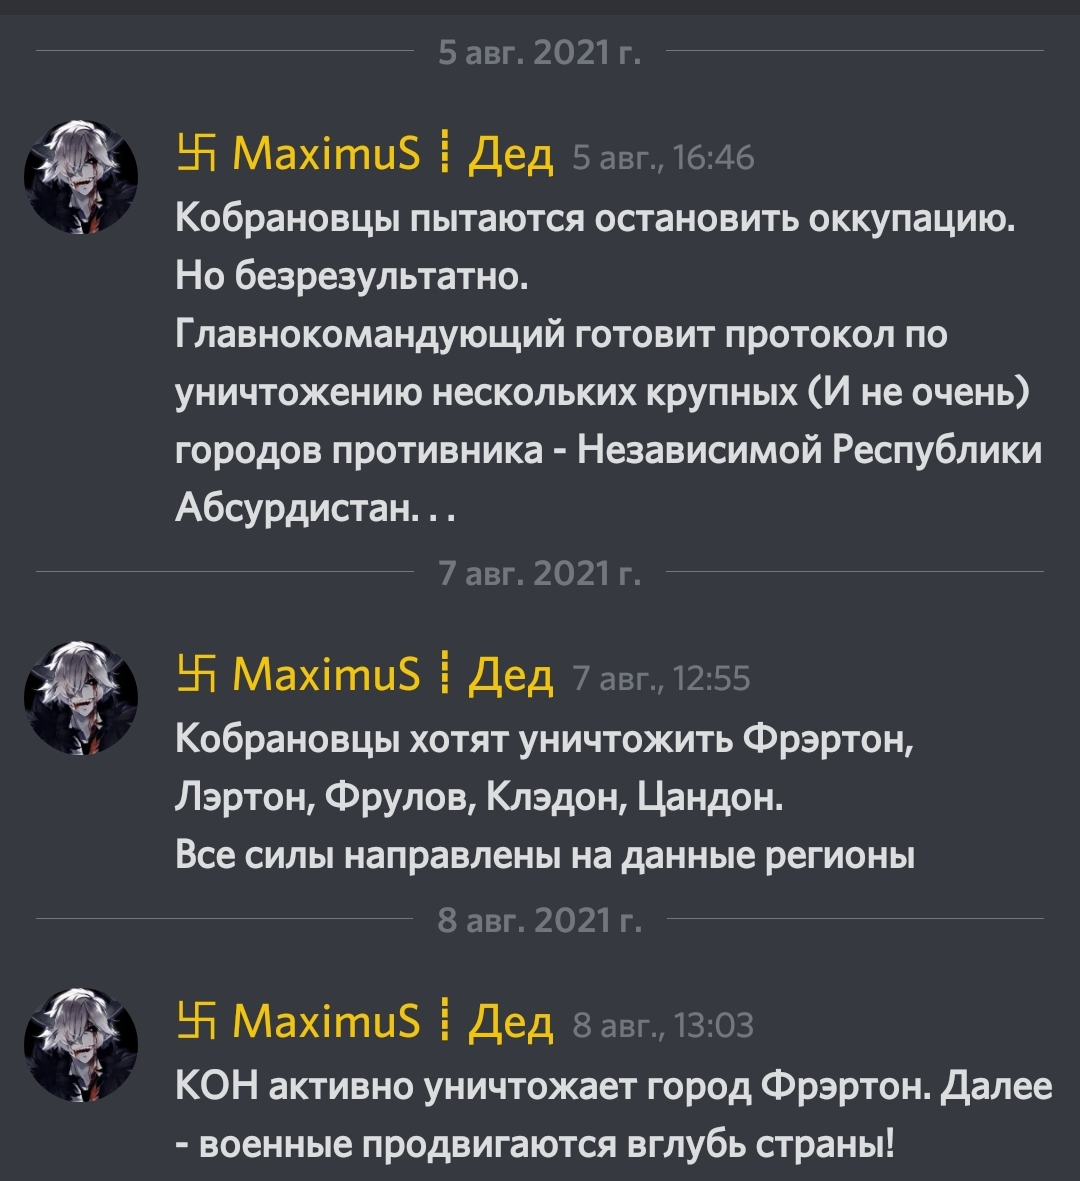 5 авг. 2021 г.
卐 MaximuS ┋ Дед 5 авг., 16:46
Кобрановцы пытаются остановить оккупацию.
Но безрезультатно.
Главнокомандующий готовит протокол по
уничтожению нескольких крупных (И не очень)
городов противника - Независимой Республики
Абсурдистан. . .
7 авг. 2021 г.
卐 MaximuS ┋ Дед 7 авг., 12:55
Кобрановцы хотят уничтожить Фрэртон,
Лэртон, Фрулов, Клэдон, Цандон.
Все силы направлены на данные регионы
8 авг. 2021 г.
卐 MaximuS ┋ Дед 8 авг., 13:03
КОН активно уничтожает город Фрэртон. Далее
- военные продвигаются вглубь страны!